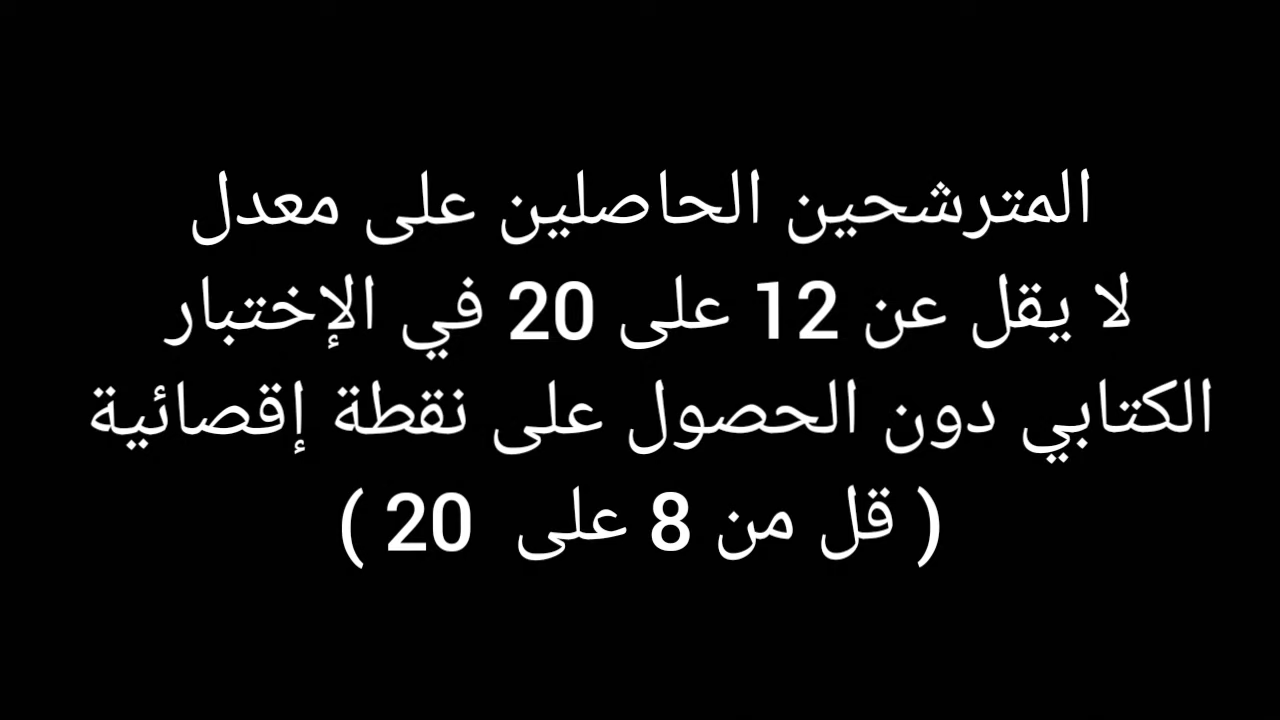 المترشحين الحاصلين على معدل
لا يقل عن 12 على 20 في الإختبار
الكتابي دون الحصول على نقطة إقصائية
( قل من 8 على 20 )